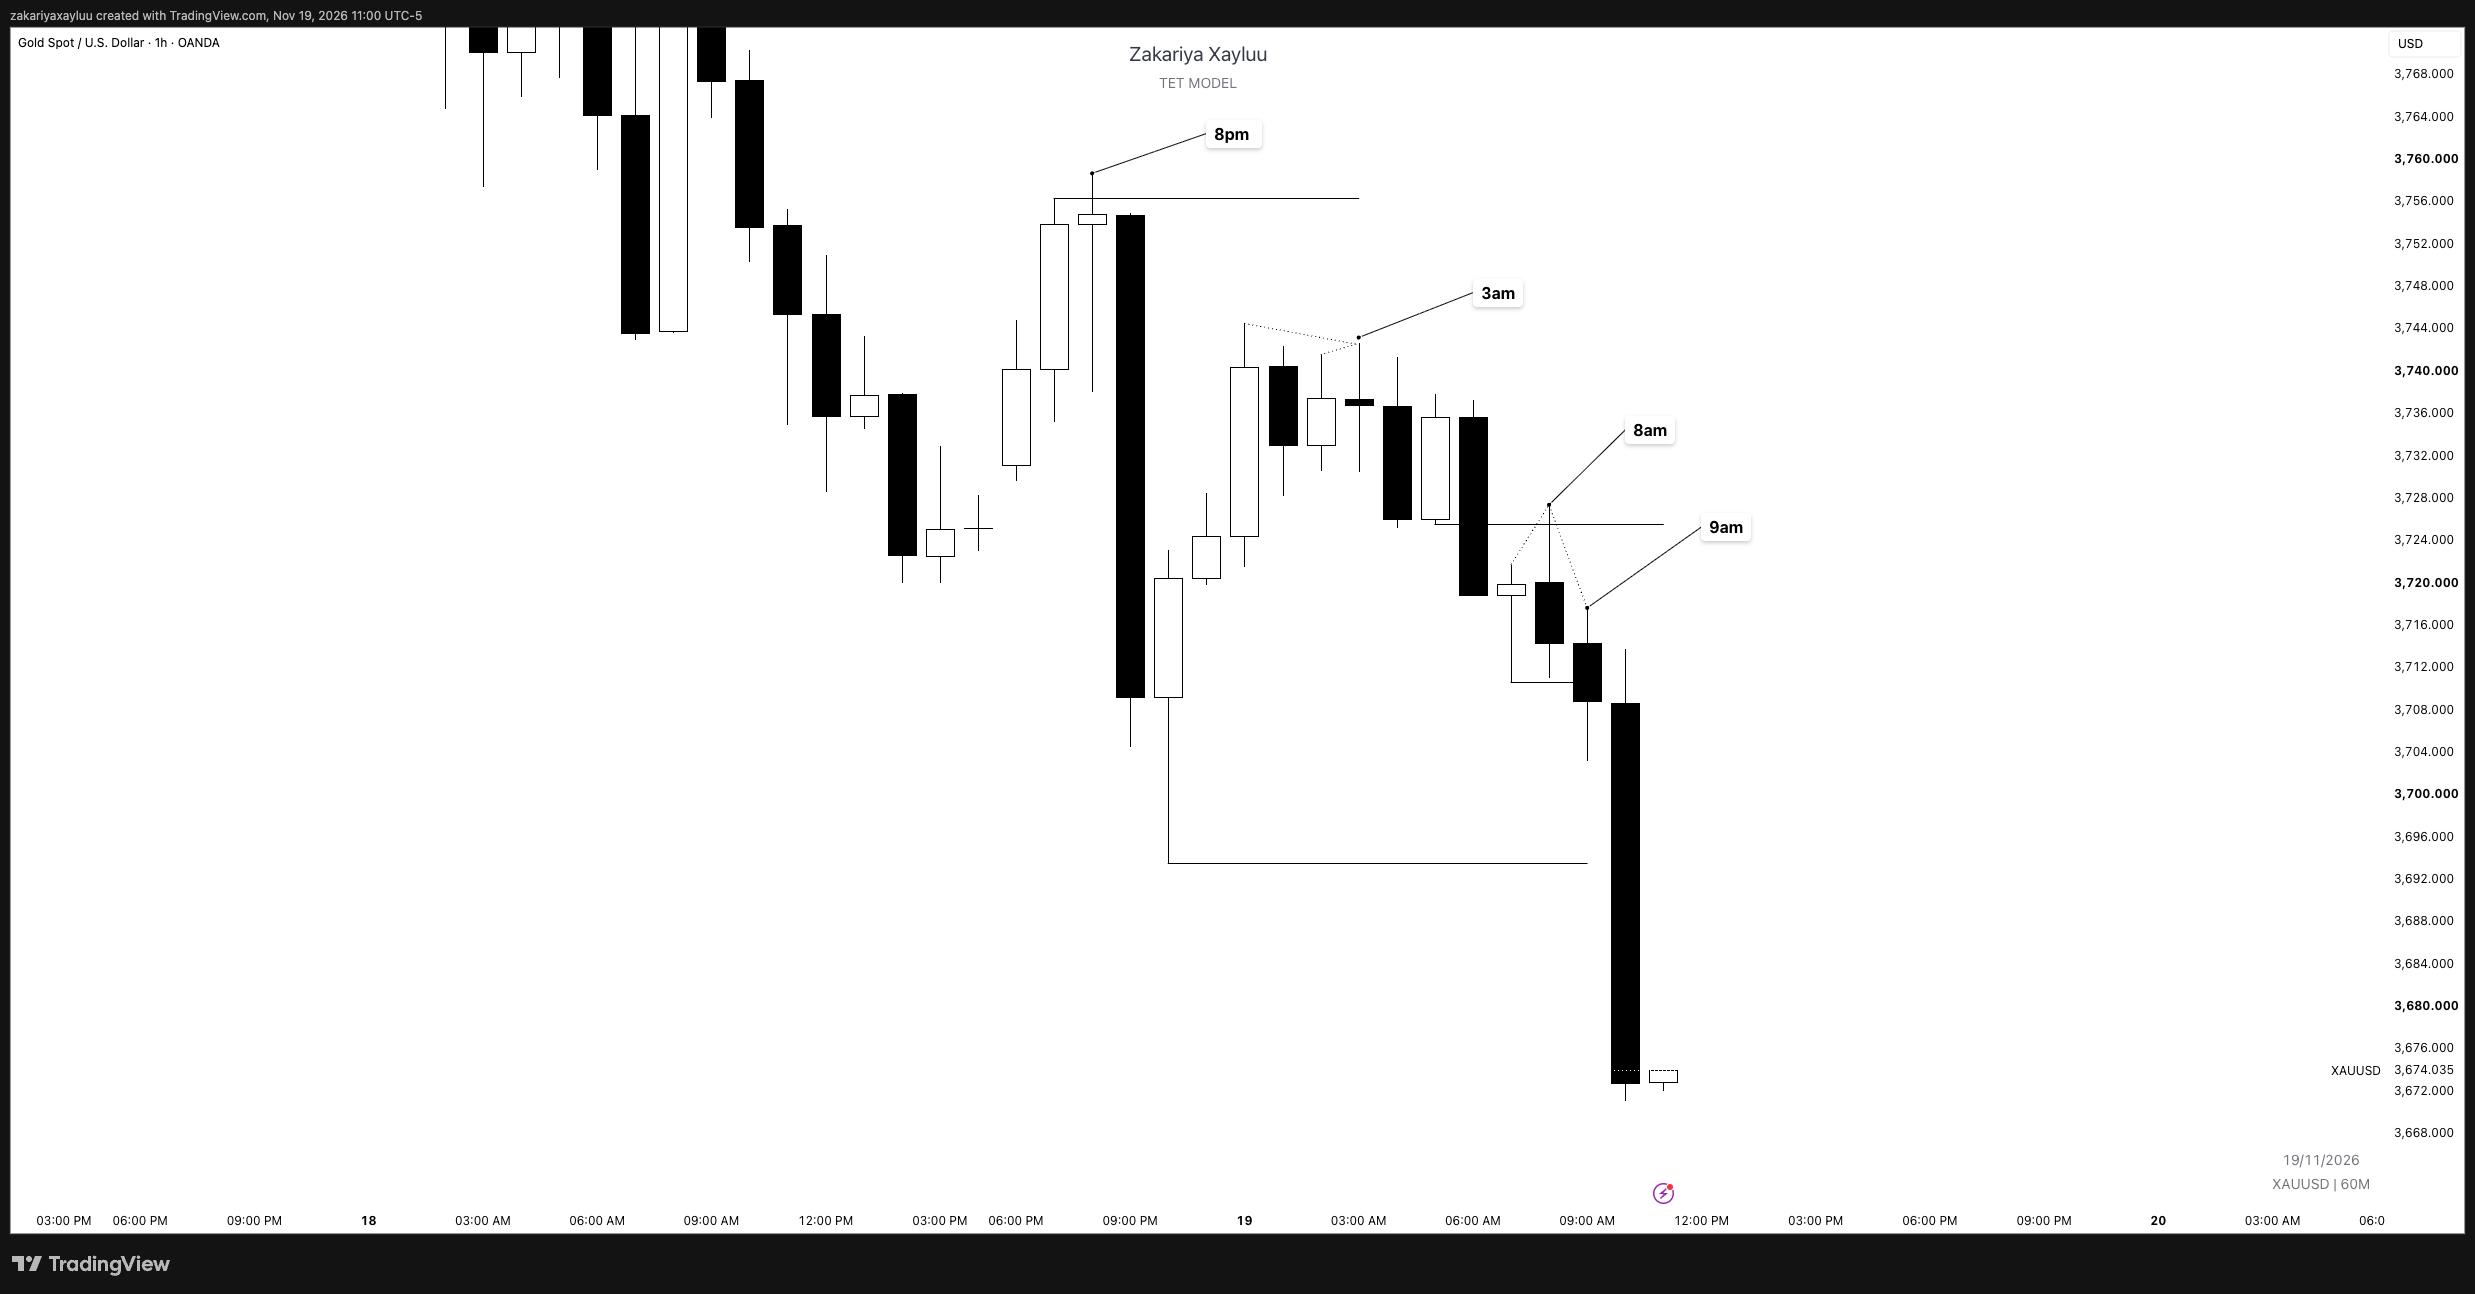 zakariyaxayluu created with TradingView.com, Nov 19, 2026 11:00 UTC-5
Gold Spot / U.S. Dollar · 1h · OANDA
Zakariya Xayluu
TET MODEL
USD
3,768.000
3,764.000
3,760.000
3,756.000
3,752.000
3,748.000
3,744.000
3,740.000
3,736.000
3,732.000
3,728.000
3,724.000
3,720.000
3,716.000
3,712.000
3,708.000
3,704.000
3,700.000
3,696.000
3,692.000
3,688.000
3,684.000
3,680.000
3,676.000
XAUUSD 3,674.035
3,672.000
3,668.000
8pm
3am
8am
9am
19/11/2026
XAUUSD | 60M
03:00 PM 06:00 PM 09:00 PM 18 03:00 AM 06:00 AM 09:00 AM 12:00 PM 03:00 PM 06:00 PM 09:00 PM 19 03:00 AM 06:00 AM 09:00 AM 12:00 PM 03:00 PM 06:00 PM 09:00 PM 20 03:00 AM 06:0
TradingView